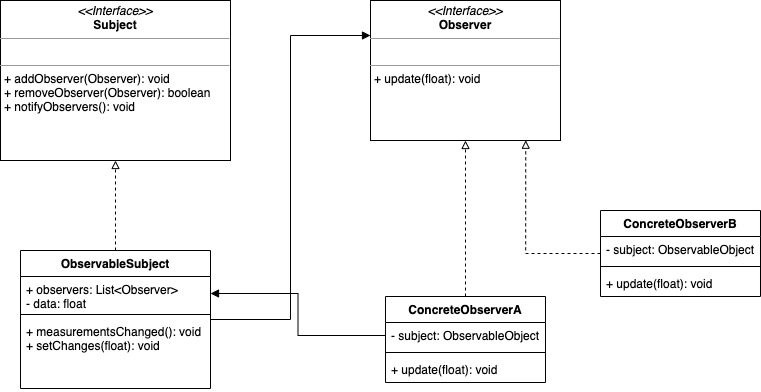 <<Interface>>
Subject
+ addObserver(Observer): void
+ removeObserver(Observer): boolean
+ notifyObservers(): void
<<Interface>>
Observer
+ update(float): void
ObservableSubject
+ observers: List<Observer>
- data: float
+ measurementsChanged(): void
+ setChanges(float): void
ConcreteObserverA
- subject: ObservableObject
+ update(float): void
ConcreteObserverB
- subject: ObservableObject
+ update(float): void